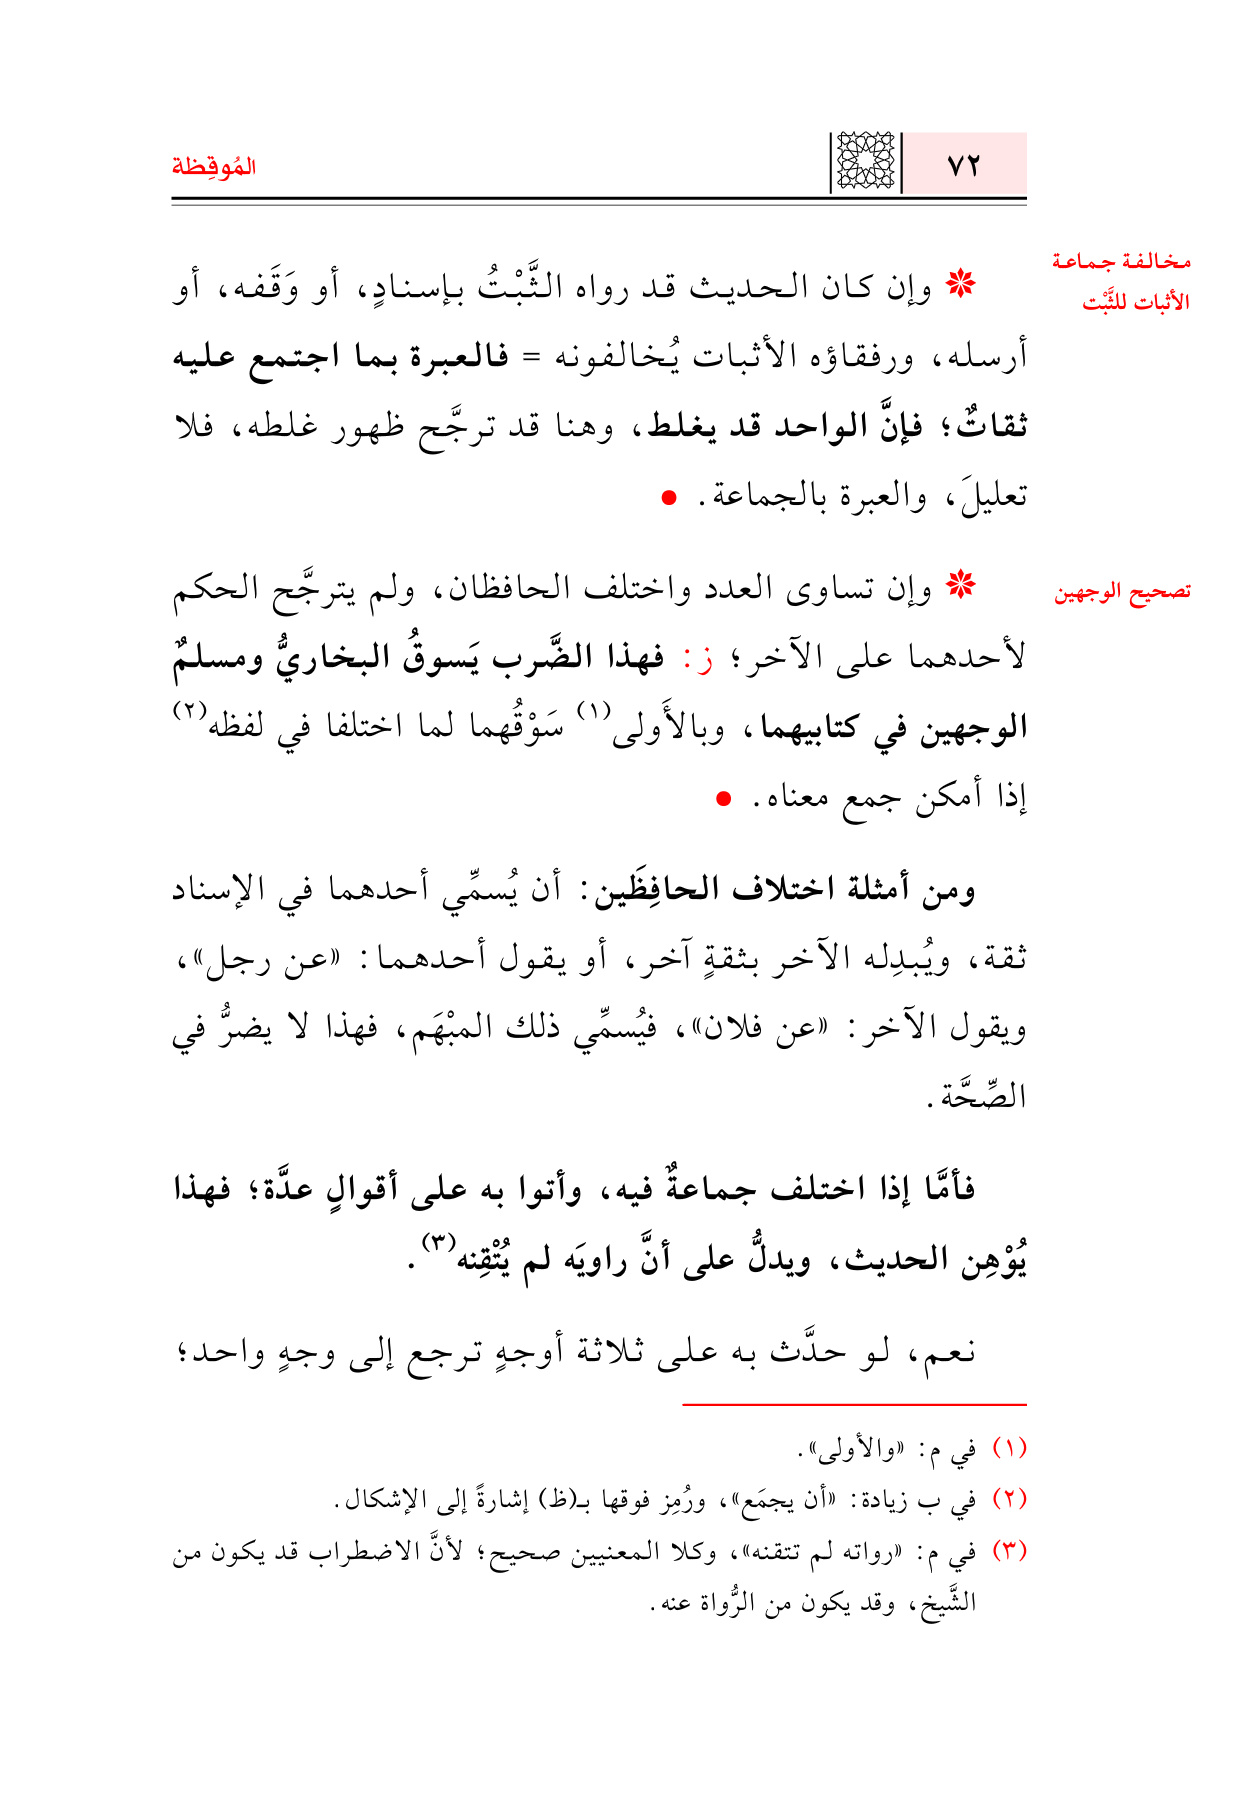 ٧٢
المُوقِظة
مخالفة جماعة
الأثبات للثَّبْت
❋ وإن كان الحديث قد رواه الثَّبْتُ بإسنادٍ، أو وَقَفه، أو
أرسله، ورفقاؤه الأثبات يُخالفونه = فالعبرة بما اجتمع عليه
ثقاتٌ؛ فإنَّ الواحد قد يغلط، وهنا قد ترجَّح ظهور غلطه، فلا
تعليلَ، والعبرة بالجماعة. •
تصحيح الوجهين
❋ وإن تساوى العدد واختلف الحافظان، ولم يترجَّح الحكم
لأحدهما على الآخر؛ ز: فهذا الضَّرب يَسوقُ البخاريُّ ومسلمٌ
الوجهين في كتابيهما، وبالأَولى(١) سَوْقُهما لما اختلفا في لفظه(٢)
إذا أمكن جمع معناه. •
ومن أمثلة اختلاف الحافِظَين: أن يُسمِّي أحدهما في الإسناد
ثقة، ويُبدِله الآخر بثقةٍ آخر، أو يقول أحدهما: «عن رجل»،
ويقول الآخر: «عن فلان»، فيُسمِّي ذلك المبْهَم، فهذا لا يضرُّ في
الصِّحَّة.
فأمَّا إذا اختلف جماعةٌ فيه، وأتوا به على أقوالٍ عدَّة؛ فهذا
يُوْهِن الحديث، ويدلُّ على أنَّ راويَه لم يُتْقِنه(٣).
نعم، لو حدَّث به على ثلاثة أوجهٍ ترجع إلى وجهٍ واحد؛
(١) في م: «والأولى».
(٢) في ب زيادة: «أن يجمَع»، ورُمِز فوقها بـ(ظ) إشارةً إلى الإشكال.
(٣) في م: «رواته لم تتقنه»، وكلا المعنيين صحيح؛ لأنَّ الاضطراب قد يكون من
الشَّيخ، وقد يكون من الرُّواة عنه.